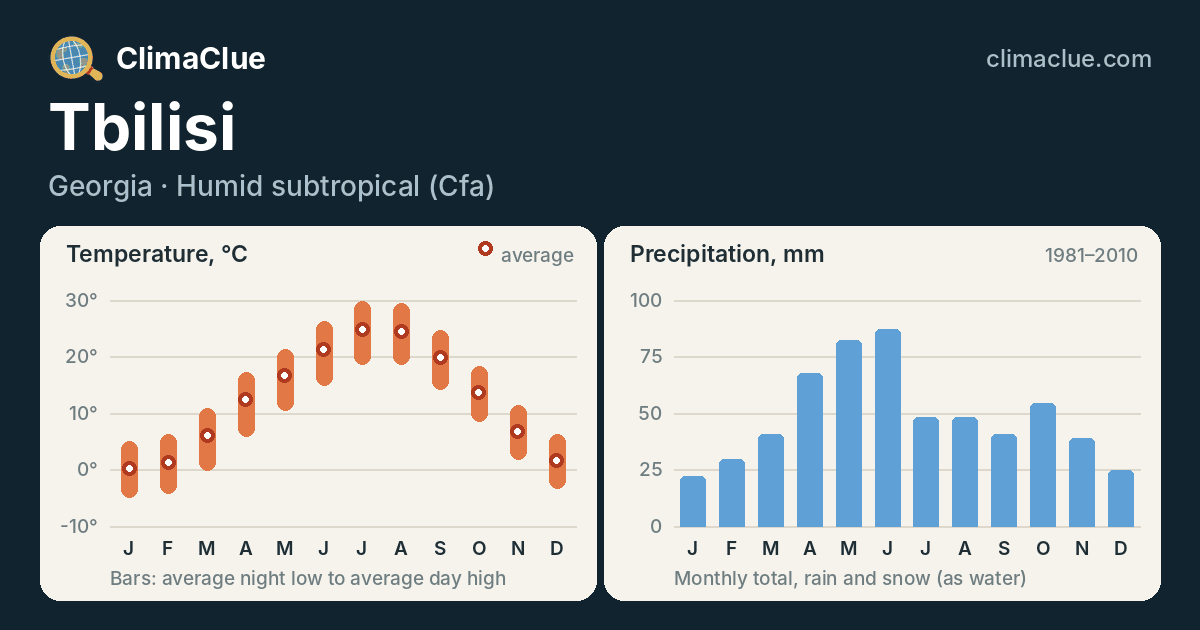 ClimaClue
climaclue.com
Tbilisi
Georgia · Humid subtropical (Cfa)
Temperature, °C
average
30°
20°
10°
0°
-10°
J F M A M J J A S O N D
Bars: average night low to average day high
Precipitation, mm
1981–2010
100
75
50
25
0
J F M A M J J A S O N D
Monthly total, rain and snow (as water)